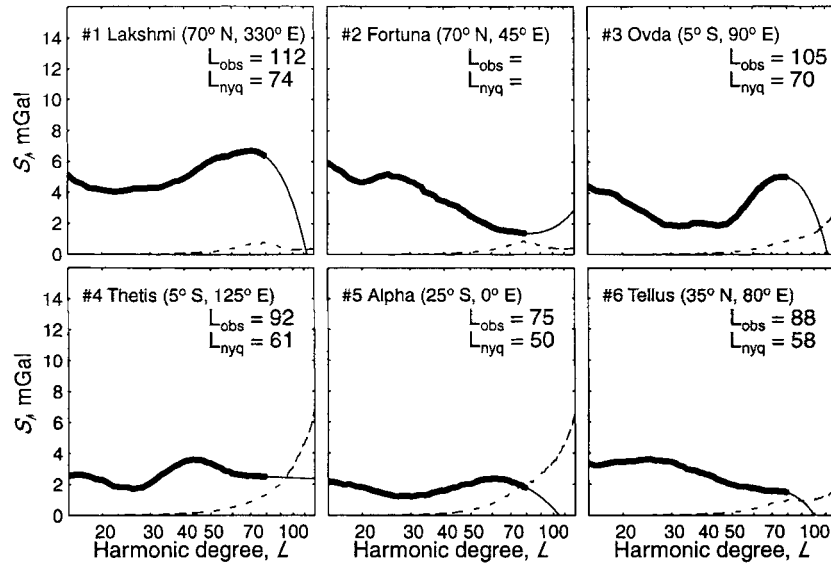 #1 Lakshmi (70° N, 330° E)
L_obs = 112
L_nyq = 74
#2 Fortuna (70° N, 45° E)
L_obs =
L_nyq =
#3 Ovda (5° S, 90° E)
L_obs = 105
L_nyq = 70
14
12
10
8
6
4
2
0
mGal
#4 Thetis (5° S, 125° E)
L_obs = 92
L_nyq = 61
#5 Alpha (25° S, 0° E)
L_obs = 75
L_nyq = 50
#6 Tellus (35° N, 80° E)
L_obs = 88
L_nyq = 58
14
12
10
8
6
4
2
0
mGal
20 30 40 50 70 100
20 30 40 50 70 100
20 30 40 50 70 100
Harmonic degree, L
Harmonic degree, L
Harmonic degree, L